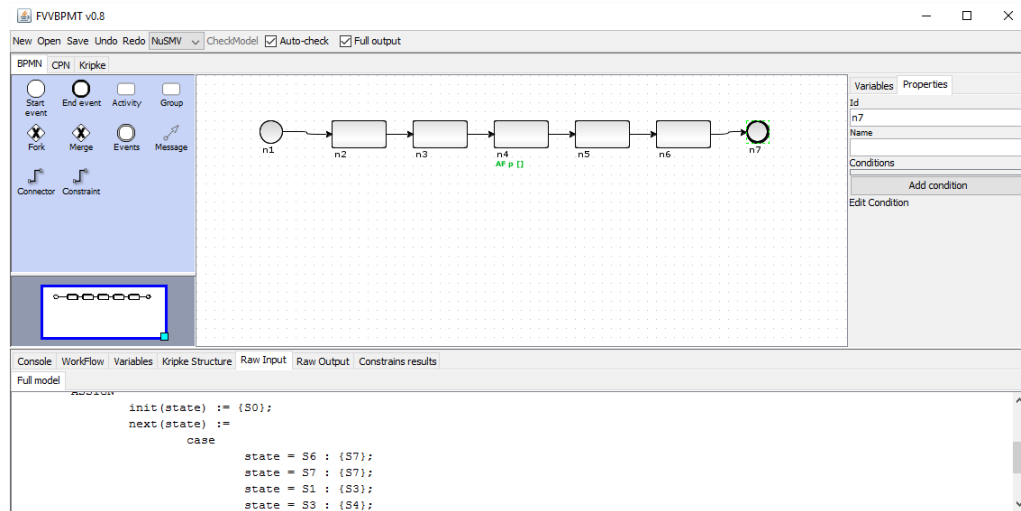 FVVBPMT v0.8
New Open Save Undo Redo NuSMV CheckModel Auto-check Full output
BPMN CPN Kripke
Start event
End event
Activity
Group
Fork
Merge
Events
Message
Connector
Constraint
n1
n2
n3
n4
AF p []
n5
n6
n7
Variables Properties
Id
n7
Name
Conditions
Add condition
Edit Condition
Console WorkFlow Variables Kripke Structure Raw Input Raw Output Constrains results
Full model
ASSIGN
init(state) := {S0};
next(state) :=
case
state = S6 : {S7};
state = S7 : {S7};
state = S1 : {S3};
state = S3 : {S4};